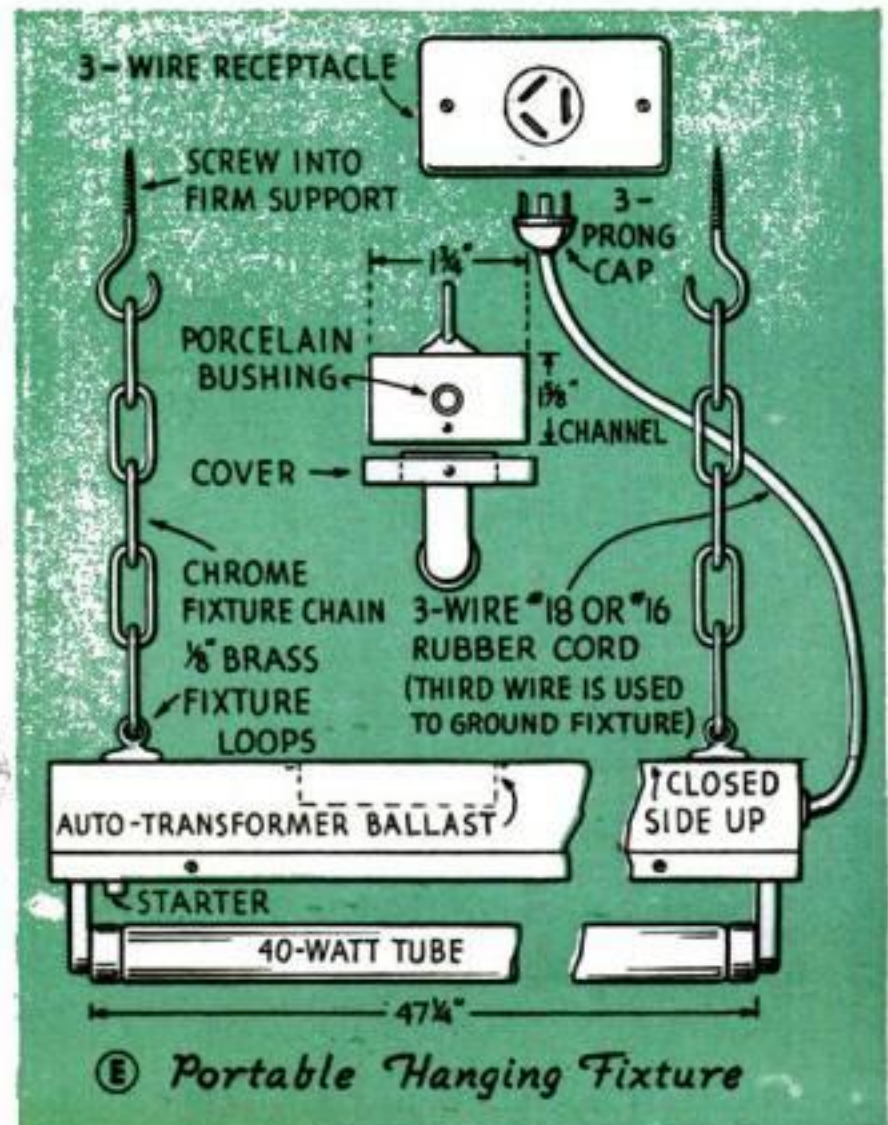 3-WIRE RECEPTACLE
SCREW INTO
FIRM SUPPORT
3-
PRONG
CAP
1¾"
PORCELAIN
BUSHING
1⅝"
CHANNEL
COVER
CHROME
FIXTURE CHAIN
⅛" BRASS
FIXTURE
LOOPS
3-WIRE #18 OR #16
RUBBER CORD
(THIRD WIRE IS USED
TO GROUND FIXTURE)
AUTO-TRANSFORMER BALLAST
CLOSED
SIDE UP
STARTER
40-WATT TUBE
47¼"
Ⓔ Portable Hanging Fixture